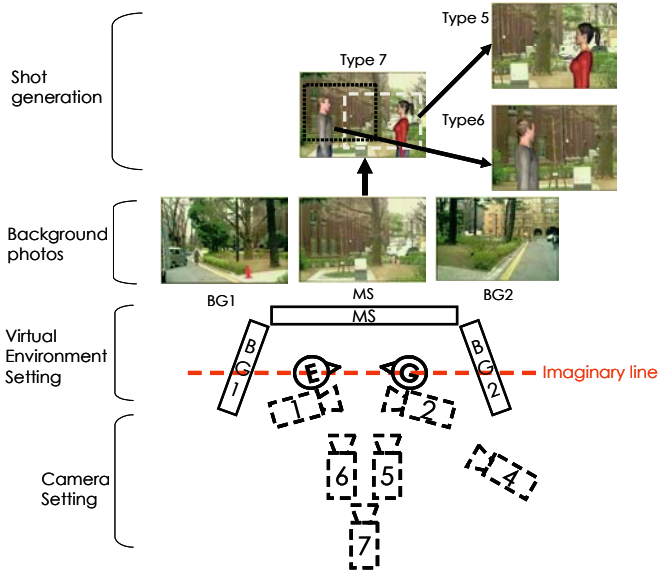 Type 5
Shot
generation
Type 7
Type6
Background
photos
BG1
MS
BG2
MS
Virtual
Environment
Setting
BG1
E
G
BG2
Imaginary line
1
2
Camera
Setting
6
5
4
7